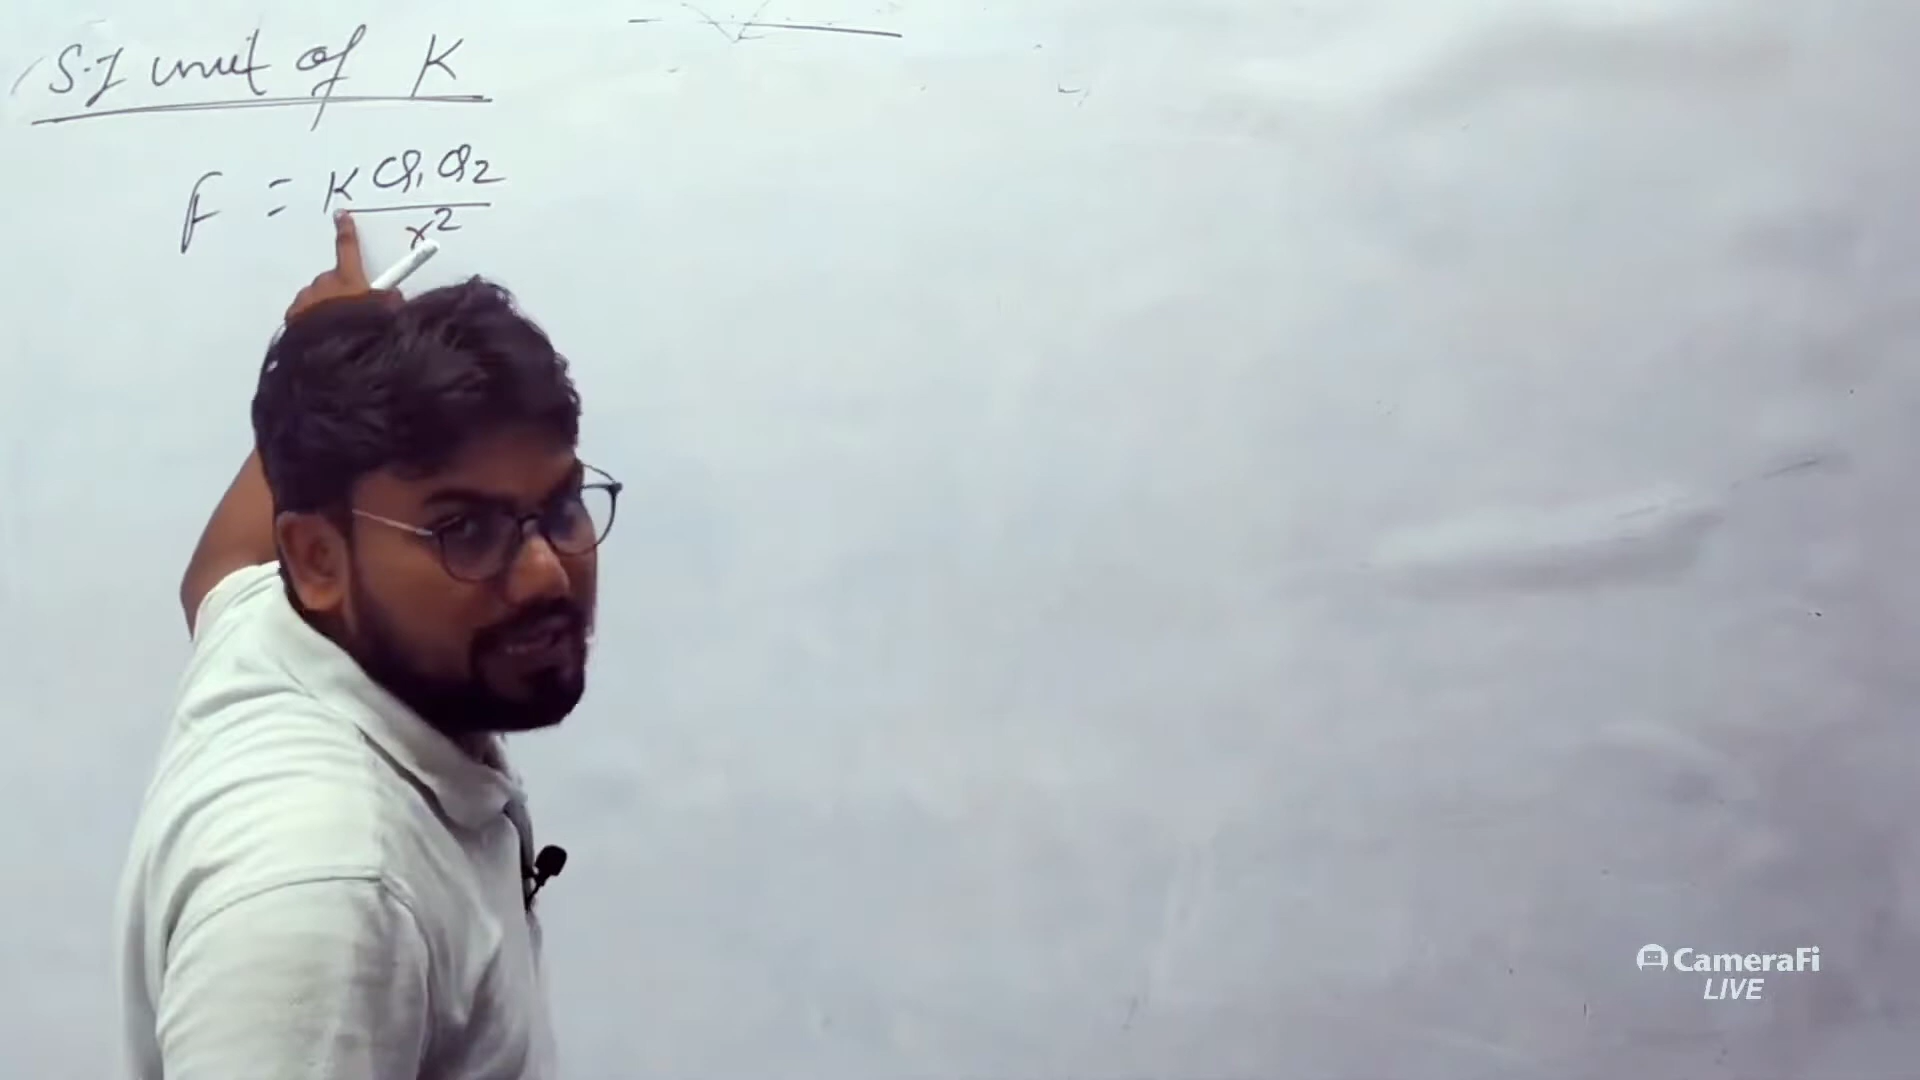 S.I unit of K
F = K Q1 Q2
r2
CameraFi
LIVE